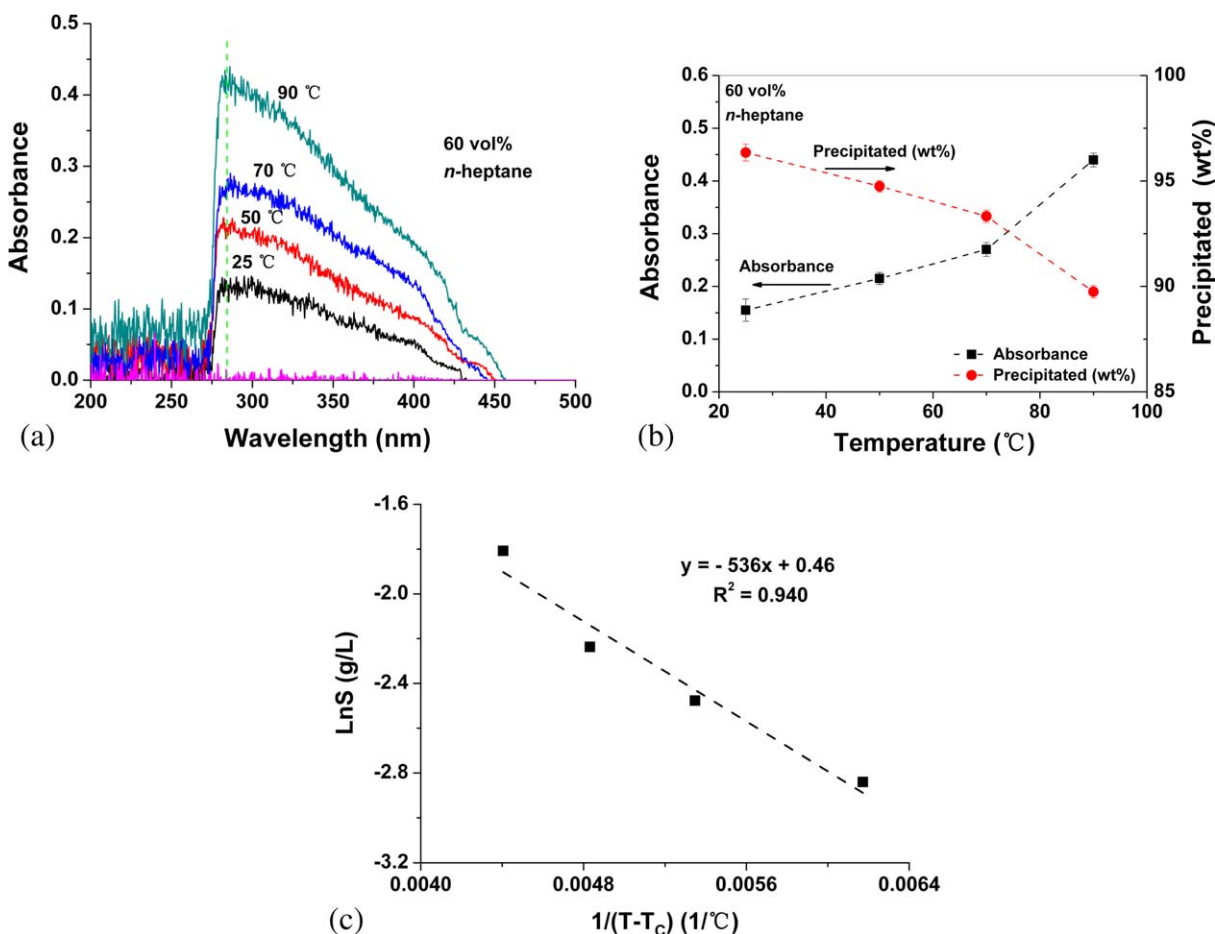 0.5
0.4
0.3
0.2
0.1
0.0
Absorbance
90 ℃
70 ℃
50 ℃
25 ℃
60 vol%
n-heptane
200 250 300 350 400 450 500
Wavelength (nm)
(a)
0.6
0.5
0.4
0.3
0.2
0.1
0.0
Absorbance
60 vol%
n-heptane
Precipitated (wt%)
Absorbance
Absorbance
Precipitated (wt%)
100
95
90
85
Precipitated (wt%)
20 40 60 80 100
Temperature (℃)
(b)
-1.6
-2.0
-2.4
-2.8
-3.2
LnS (g/L)
y = - 536x + 0.46
R² = 0.940
0.0040 0.0048 0.0056 0.0064
1/(T-T_C) (1/℃)
(c)